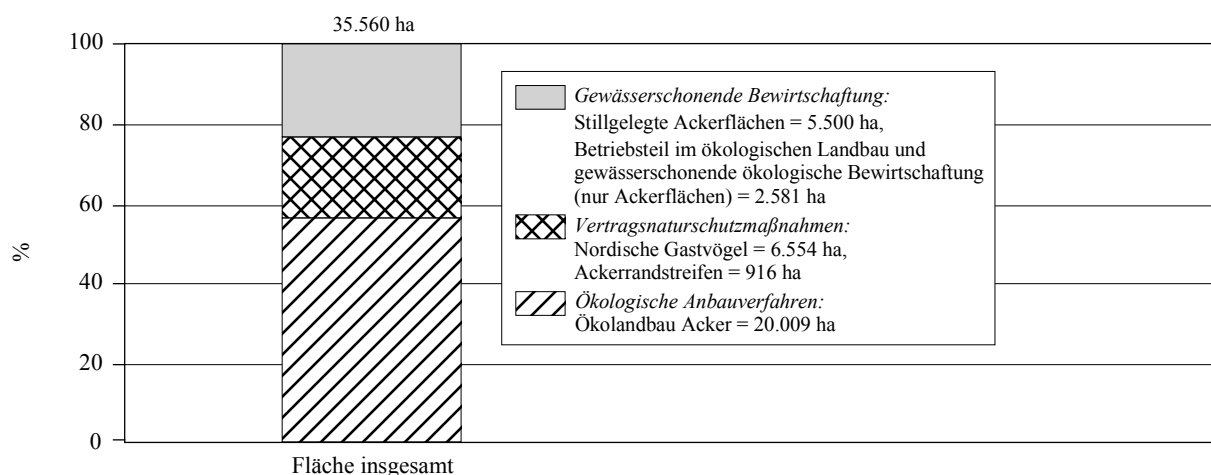 35.560 ha
100
80
60
40
20
0
%
Gewässerschonende Bewirtschaftung:
Stillgelegte Ackerflächen = 5.500 ha,
Betriebsteil im ökologischen Landbau und
gewässerschonende ökologische Bewirtschaftung
(nur Ackerflächen) = 2.581 ha
Vertragsnaturschutzmaßnahmen:
Nordische Gastvögel = 6.554 ha,
Ackerrandstreifen = 916 ha
Ökologische Anbauverfahren:
Ökolandbau Acker = 20.009 ha
Fläche insgesamt